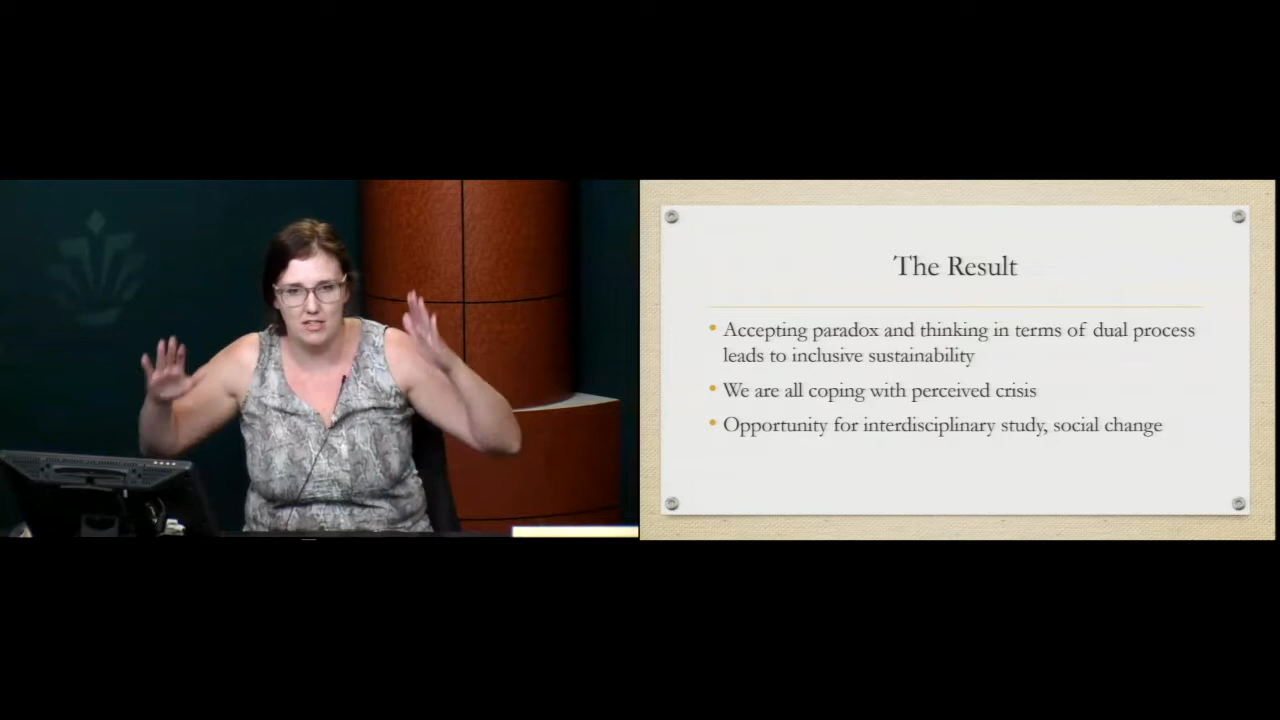 The Result
• Accepting paradox and thinking in terms of dual process
leads to inclusive sustainability
• We are all coping with perceived crisis
• Opportunity for interdisciplinary study, social change